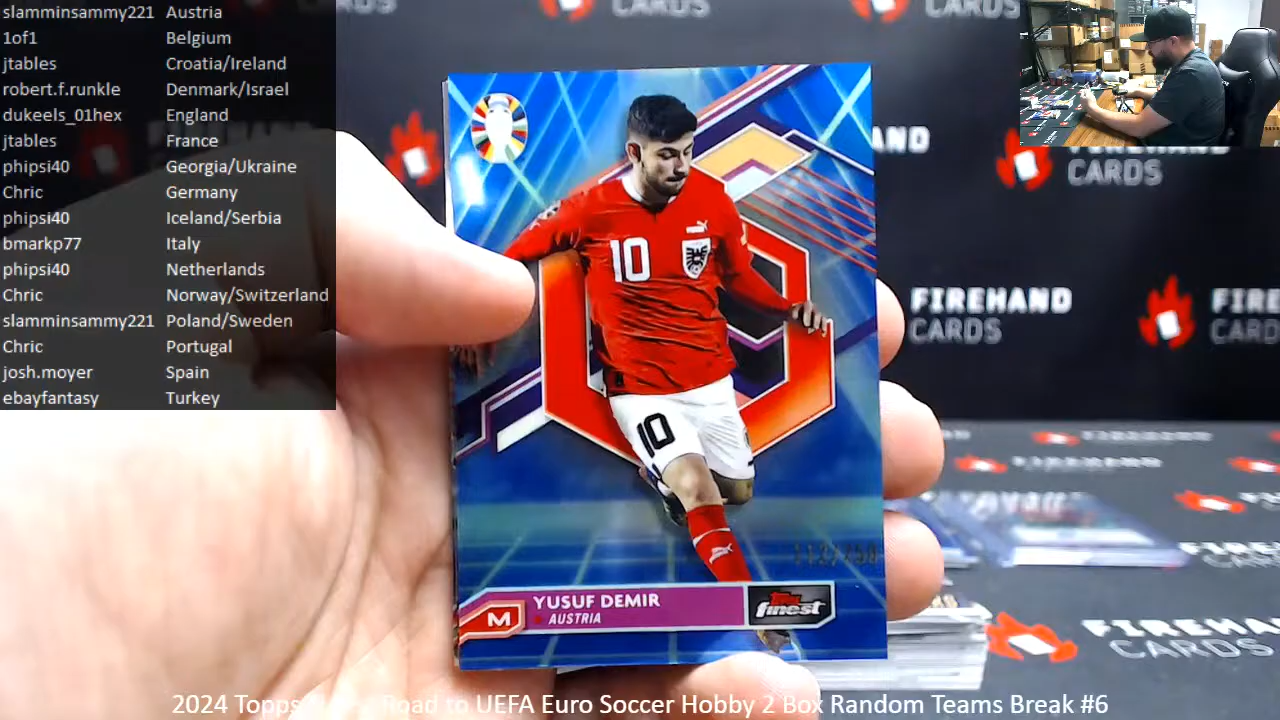 slamminsammy221 Austria
1of1 Belgium
jtables Croatia/Ireland
robert.f.runkle Denmark/Israel
dukeels_01hex England
jtables France
phipsi40 Georgia/Ukraine
Chric Germany
phipsi40 Iceland/Serbia
bmarkp77 Italy
phipsi40 Netherlands
Chric Norway/Switzerland
slamminsammy221 Poland/Sweden
Chric Portugal
josh.moyer Spain
ebayfantasy Turkey
CARDS
CARDS
CARDS
FIREHAND
CARDS
FIREHAND
CARDS
10
10
YUSUF DEMIR
M AUSTRIA
Topps finest
FIREHAND
CARDS
2024 Topps Road to UEFA Euro Soccer Hobby 2 Box Random Teams Break #6